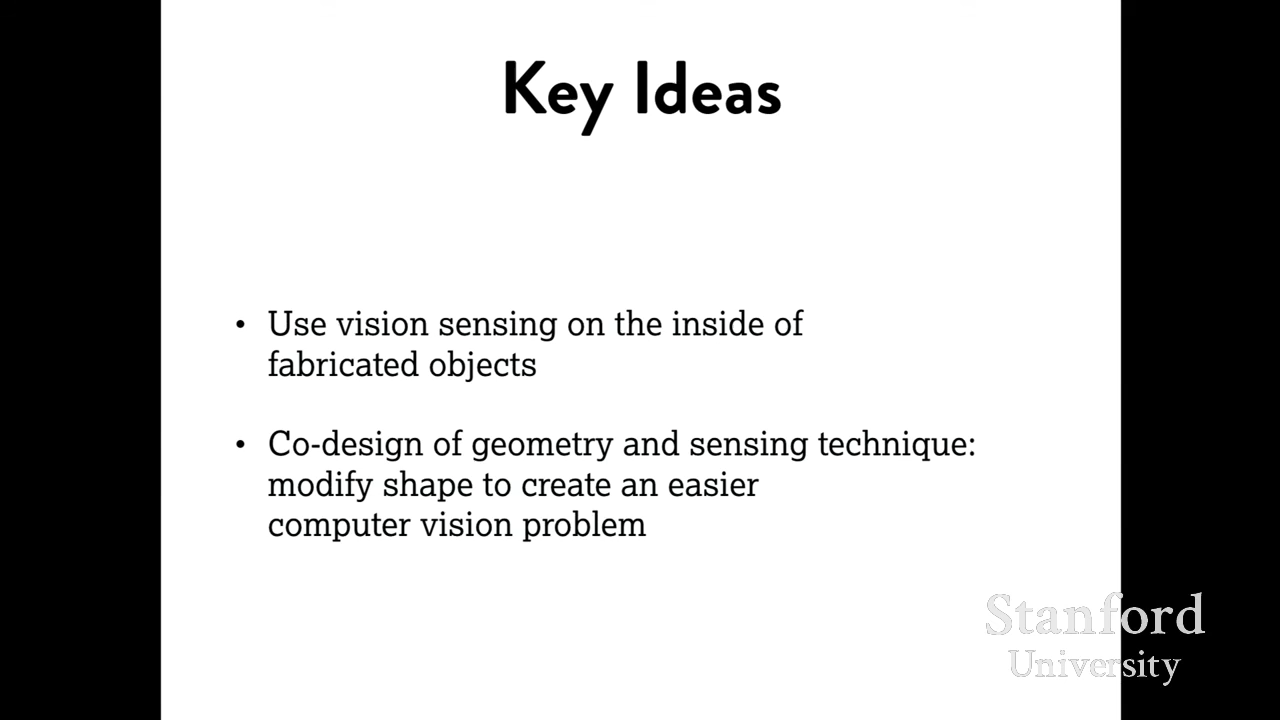 Key Ideas
• Use vision sensing on the inside of
fabricated objects
• Co-design of geometry and sensing technique:
modify shape to create an easier
computer vision problem
Stanford
University